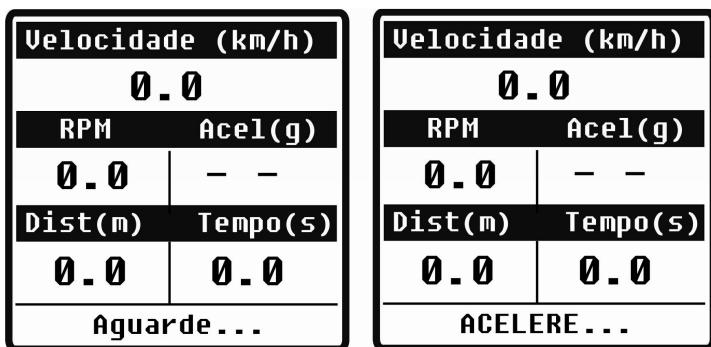 Velocidade (km/h)
0.0
RPM Acel(g)
0.0 - -
Dist(m) Tempo(s)
0.0 0.0
Aguarde...
Velocidade (km/h)
0.0
RPM Acel(g)
0.0 - -
Dist(m) Tempo(s)
0.0 0.0
ACELERE...